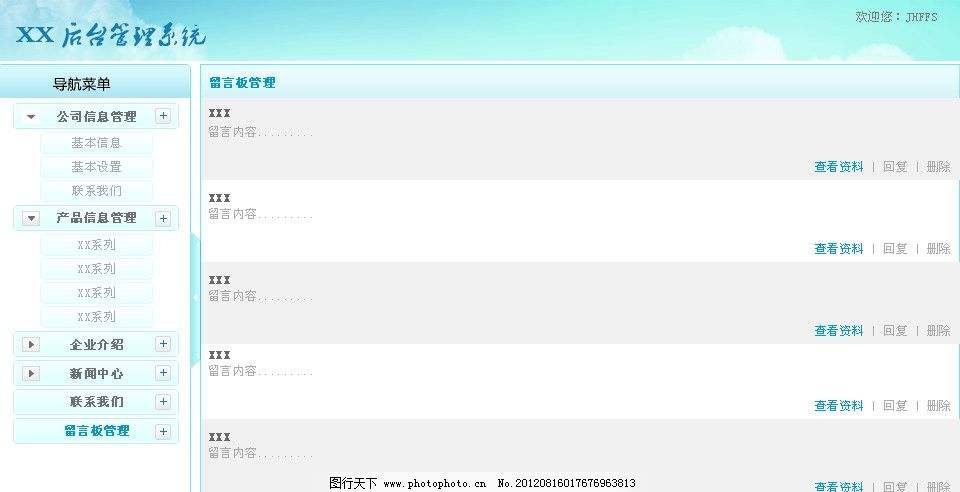 XX 后台管理系统
欢迎您：JHFFS
导航菜单
公司信息管理 +
基本信息
基本设置
联系我们
产品信息管理 +
XX系列
XX系列
XX系列
XX系列
企业介绍 +
新闻中心 +
联系我们 +
留言板管理 +
留言板管理
XXX
留言内容.........
查看资料 | 回复 | 删除
XXX
留言内容.........
查看资料 | 回复 | 删除
XXX
留言内容.........
查看资料 | 回复 | 删除
XXX
留言内容.........
查看资料 | 回复 | 删除
XXX
留言内容.........
查看资料 | 回复 | 删除
图行天下 www.photophoto.cn No.20120816017676963813